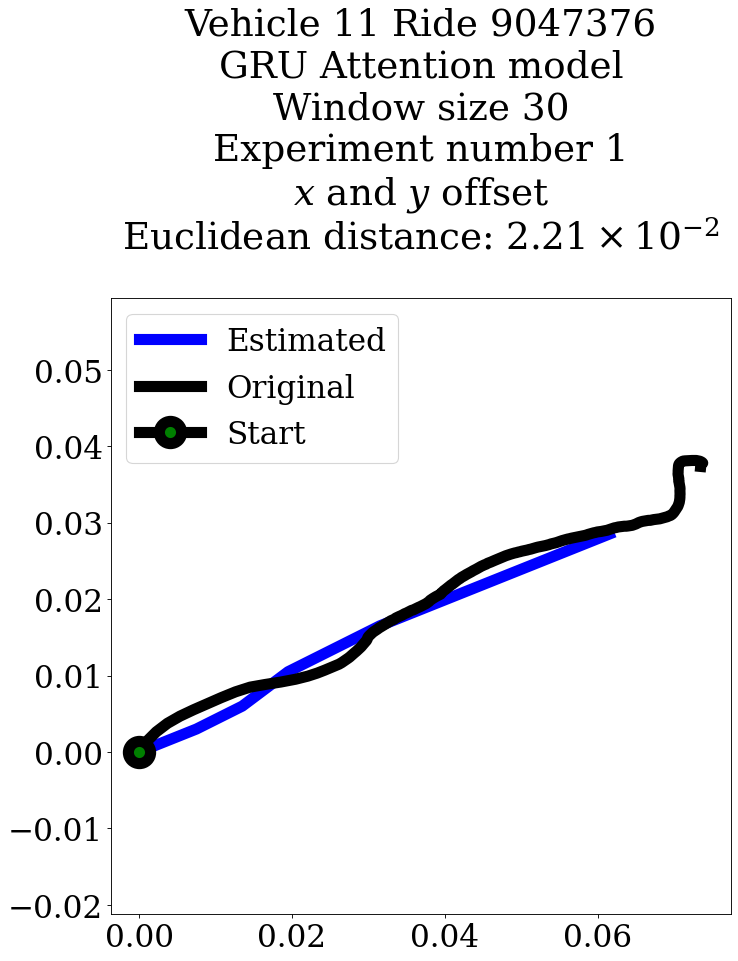 Vehicle 11 Ride 9047376
GRU Attention model
Window size 30
Experiment number 1
x and y offset
Euclidean distance: 2.21 × 10⁻²
Estimated
Original
Start
0.05
0.04
0.03
0.02
0.01
0.00
−0.01
−0.02
0.00 0.02 0.04 0.06